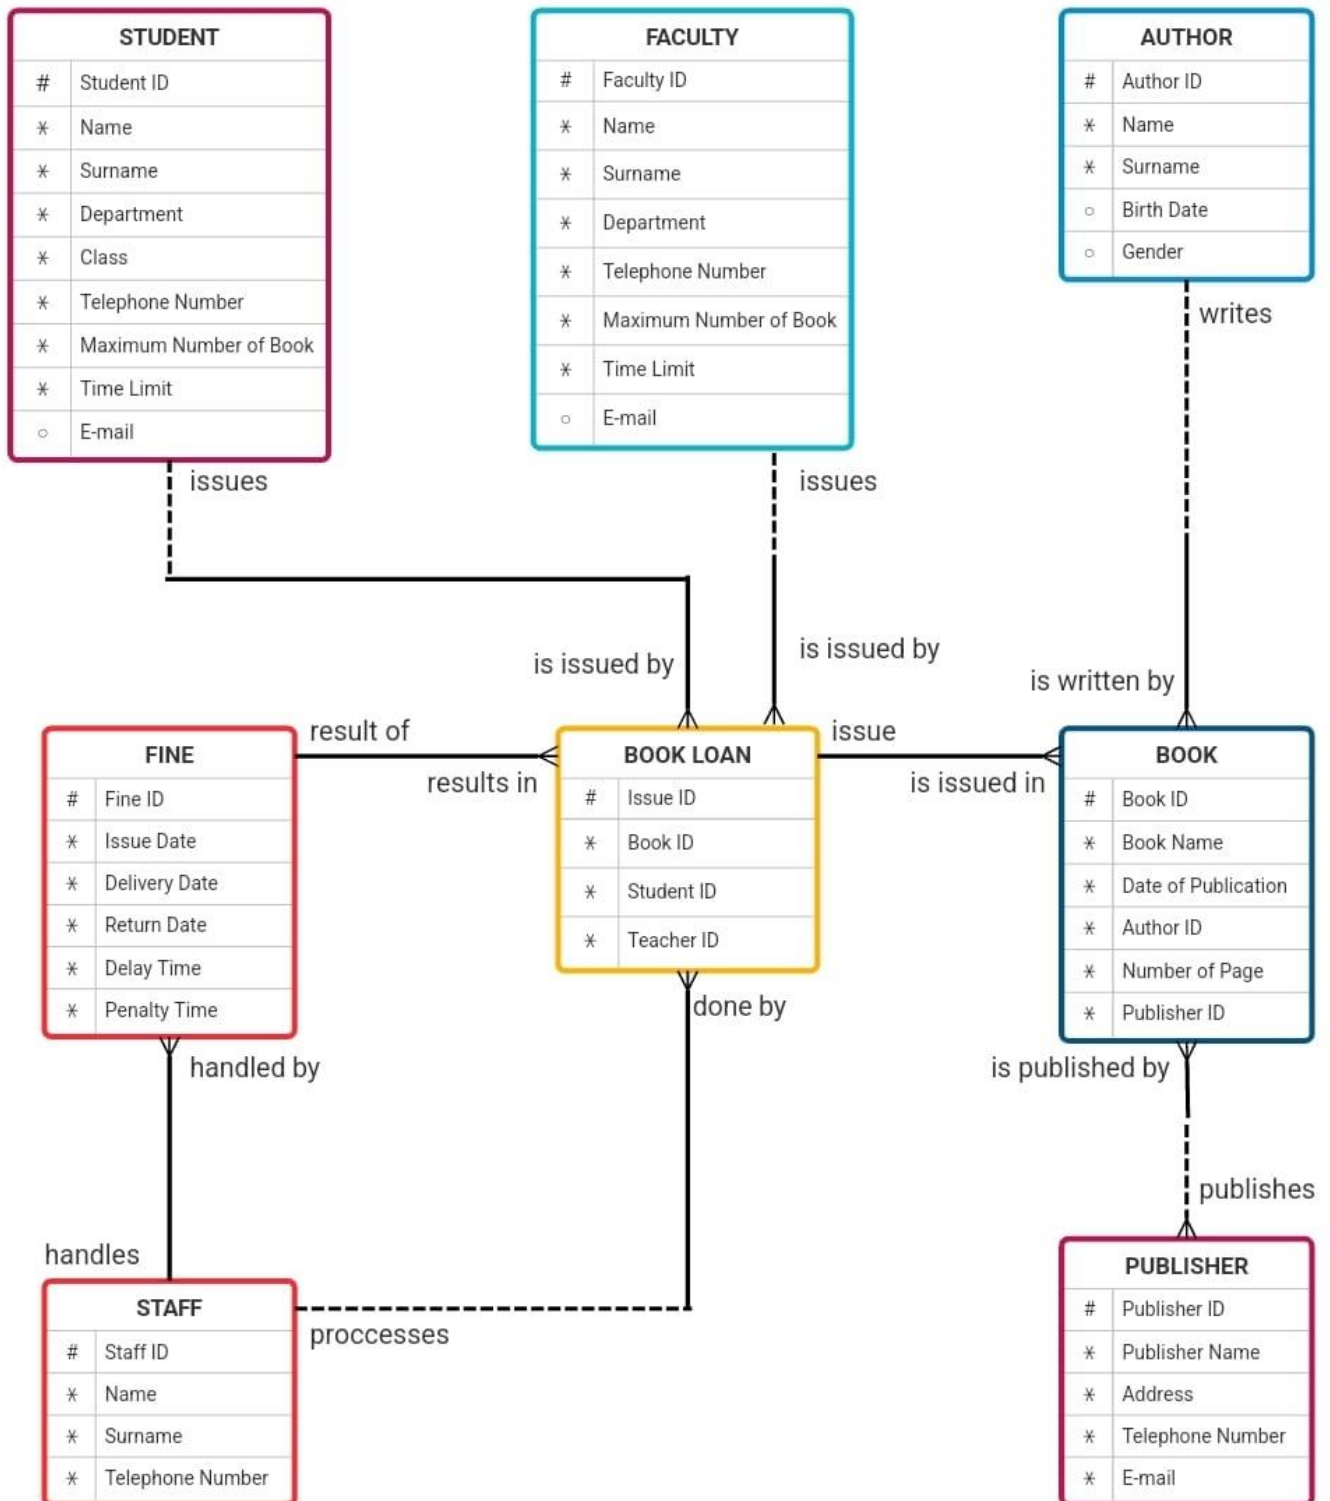 STUDENT
# Student ID
* Name
* Surname
* Department
* Class
* Telephone Number
* Maximum Number of Book
* Time Limit
○ E-mail
issues
FACULTY
# Faculty ID
* Name
* Surname
* Department
* Telephone Number
* Maximum Number of Book
* Time Limit
○ E-mail
issues
AUTHOR
# Author ID
* Name
* Surname
○ Birth Date
○ Gender
writes
is issued by
is issued by
is written by
FINE
# Fine ID
* Issue Date
* Delivery Date
* Return Date
* Delay Time
* Penalty Time
result of
results in
BOOK LOAN
# Issue ID
* Book ID
* Student ID
* Teacher ID
issue
is issued in
BOOK
# Book ID
* Book Name
* Date of Publication
* Author ID
* Number of Page
* Publisher ID
handled by
done by
is published by
handles
publishes
STAFF
# Staff ID
* Name
* Surname
* Telephone Number
proccesses
PUBLISHER
# Publisher ID
* Publisher Name
* Address
* Telephone Number
* E-mail